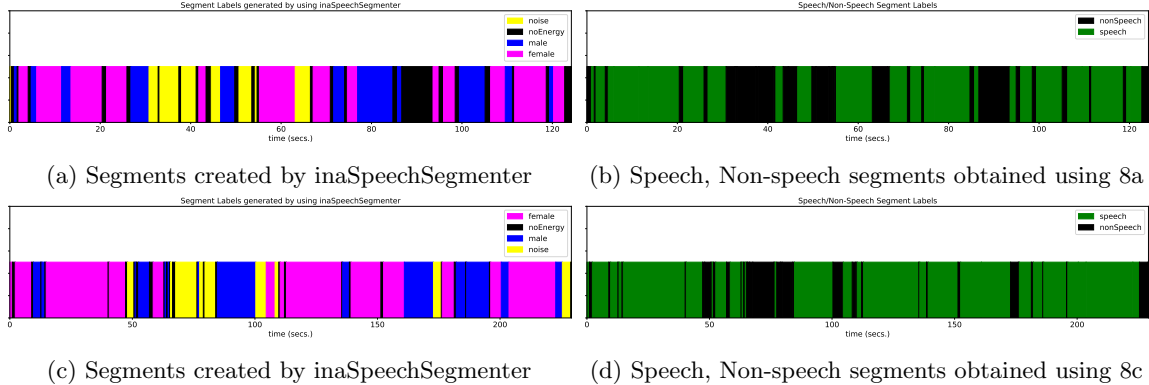 Segment Labels generated by using inaSpeechSegmenter
noise
noEnergy
male
female
0 20 40 60 80 100 120
time (secs.)
(a) Segments created by inaSpeechSegmenter
Speech/Non-Speech Segment Labels
nonSpeech
speech
0 20 40 60 80 100 120
time (secs.)
(b) Speech, Non-speech segments obtained using 8a
Segment Labels generated by using inaSpeechSegmenter
female
noEnergy
male
noise
0 50 100 150 200
time (secs.)
(c) Segments created by inaSpeechSegmenter
Speech/Non-Speech Segment Labels
speech
nonSpeech
0 50 100 150 200
time (secs.)
(d) Speech, Non-speech segments obtained using 8c